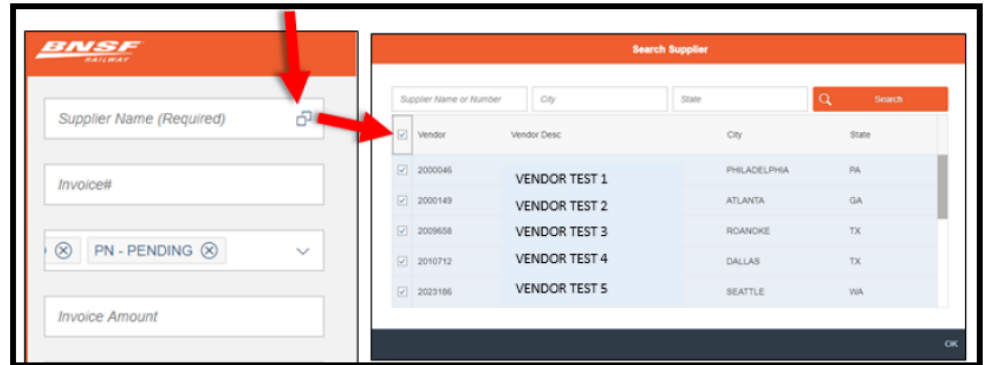 BNSF
RAILWAY
Supplier Name (Required)
Invoice#
PN - PENDING
Invoice Amount
Search Supplier
Supplier Name or Number City State Search
Vendor Vendor Desc City State
2000046 VENDOR TEST 1 PHILADELPHIA PA
2000149 VENDOR TEST 2 ATLANTA GA
2009658 VENDOR TEST 3 ROANOKE TX
2010712 VENDOR TEST 4 DALLAS TX
2023186 VENDOR TEST 5 SEATTLE WA
OK